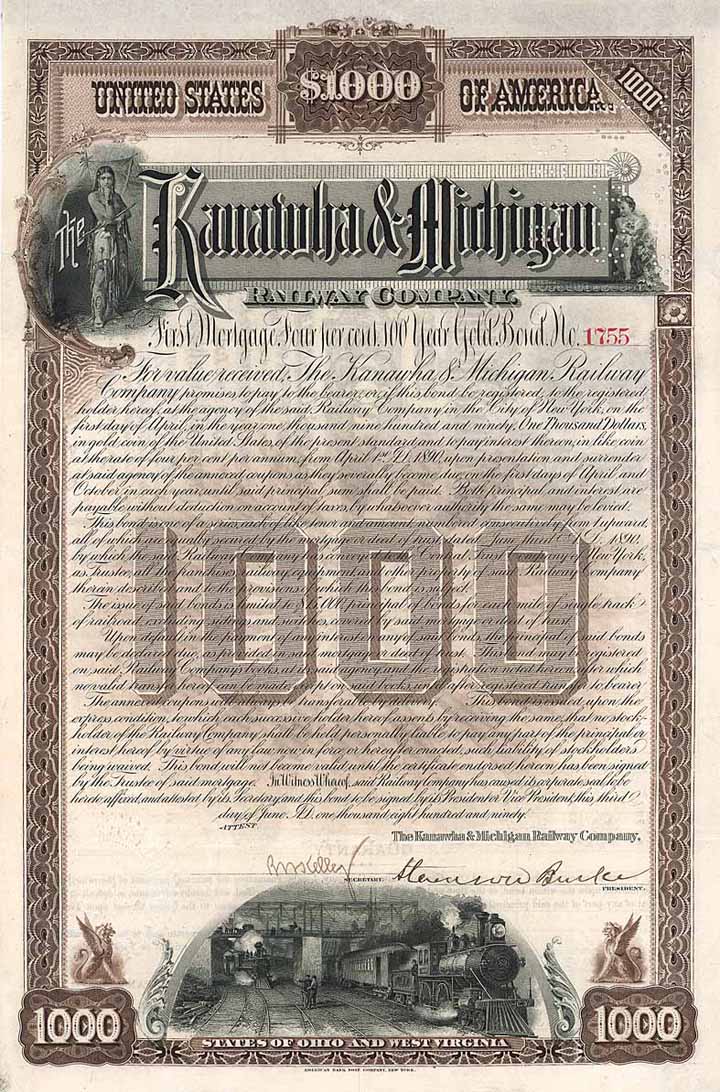 UNITED STATES $1000 OF AMERICA. 1000
The Kanawha & Michigan
RAILWAY COMPANY.
First Mortgage Four per cent. 100 Year Gold Bond. No. 1755
For value received, The Kanawha & Michigan Railway
Company promises to pay to the bearer, or, if this bond be registered, to the registered
holder hereof, at the agency of the said Railway Company, in the City of New York, on the
first day of April, in the year one thousand nine hundred and ninety, One Thousand Dollars,
in gold coin of the United States, of the present standard, and to pay interest thereon, in like coin
at the rate of four per cent per annum, from April 1st A.D. 1890, upon presentation and surrender
at said agency of the annexed coupons as they severally become due, on the first days of April and
October in each year, until said principal sum shall be paid. Both principal and interest are
payable without deduction on account of taxes, by whatsoever authority the same may be levied.
This bond is one of a series, each of like tenor and amount, numbered consecutively from 1 upward,
all of which are equally secured by the mortgage or deed of trust dated June third A.D. 1890,
by which the said Railway Company has conveyed to the Central Trust Company of New York,
as Trustee, all the franchises, railway, equipment and other property of said Railway Company
therein described and to the provisions of which this bond is subject.
The issue of said bonds is limited to $15,000 principal of bonds for each mile of single track
of railroad, excluding sidings and switches, covered by said mortgage or deed of trust.
Upon default in the payment of any interest on any of said bonds, the principal of said bonds
may be declared due, as provided in said mortgage or deed of trust. This bond may be registered
on said Railway Company's books, at its said agency, and the registration noted hereon, after which
no valid transfer hereof can be made, except on said books, until after registered transfer to bearer.
The annexed coupons will always be transferable by delivery. This bond is issued upon the
express condition, to which each successive holder hereof assents by receiving the same, that no stock-
holder of the Railway Company shall be held personally liable to pay any part of the principal or
interest hereof by virtue of any law now in force or hereafter enacted, such liability of stockholders
being waived. This bond will not become valid until the certificate endorsed hereon has been signed
by the Trustee of said mortgage. In Witness Whereof, said Railway Company has caused its corporate seal to be
hereto affixed, and attested by its Secretary and this bond to be signed by its President or Vice President, this third
day of June A.D. one thousand eight hundred and ninety.
ATTEST
The Kanawha & Michigan Railway Company,
SECRETARY.
PRESIDENT.
1000 STATES OF OHIO AND WEST VIRGINIA 1000
AMERICAN BANK NOTE COMPANY, NEW YORK.